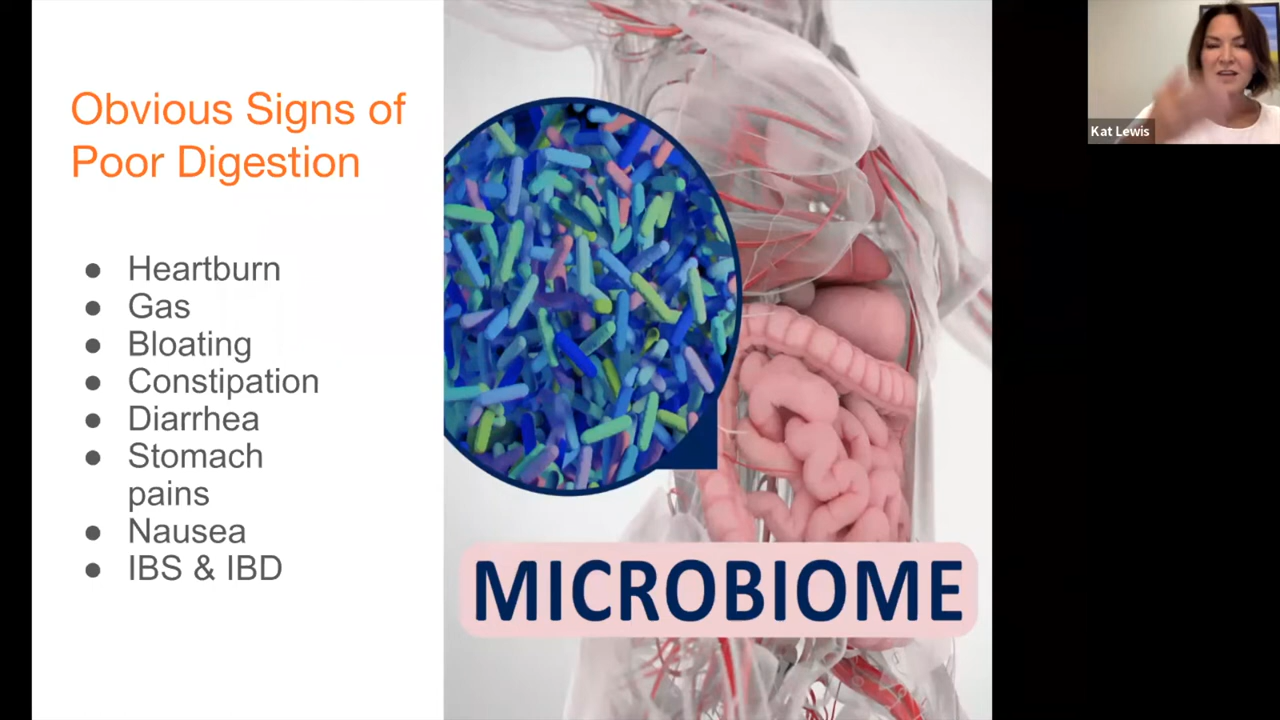 Obvious Signs of
Poor Digestion
● Heartburn
● Gas
● Bloating
● Constipation
● Diarrhea
● Stomach
pains
● Nausea
● IBS & IBD
MICROBIOME
Kat Lewis